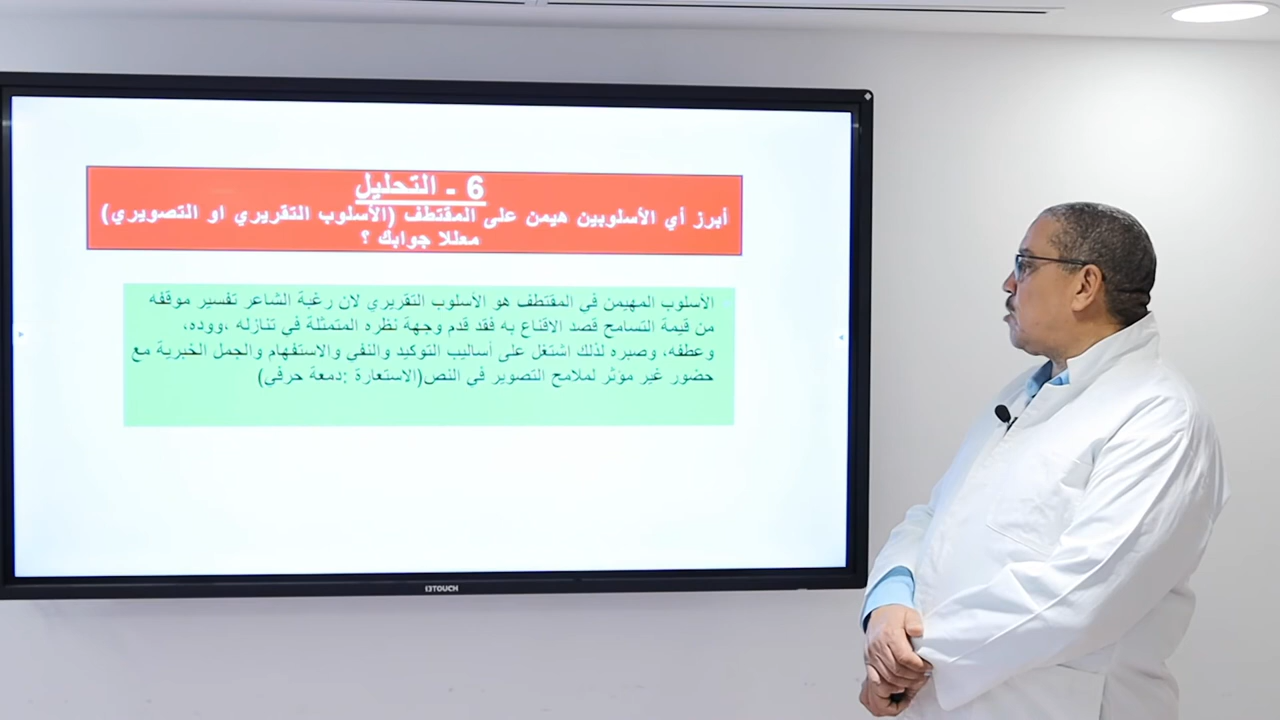 6 - التحليل
أبرز أي الأسلوبين هيمن على المقتطف (الأسلوب التقريري او التصويري)
معللا جوابك ؟
الأسلوب المهيمن في المقتطف هو الأسلوب التقريري لان رغبة الشاعر تفسير موقفه
من قيمة التسامح قصد الاقناع به فقد قدم وجهة نظره المتمثلة في تنازله ،ووده،
وعطفه، وصبره لذلك اشتغل على أساليب التوكيد والنفي والاستفهام والجمل الخبرية مع
حضور غير مؤثر لملامح التصوير في النص(الاستعارة :دمعة حرفي)
i3TOUCH